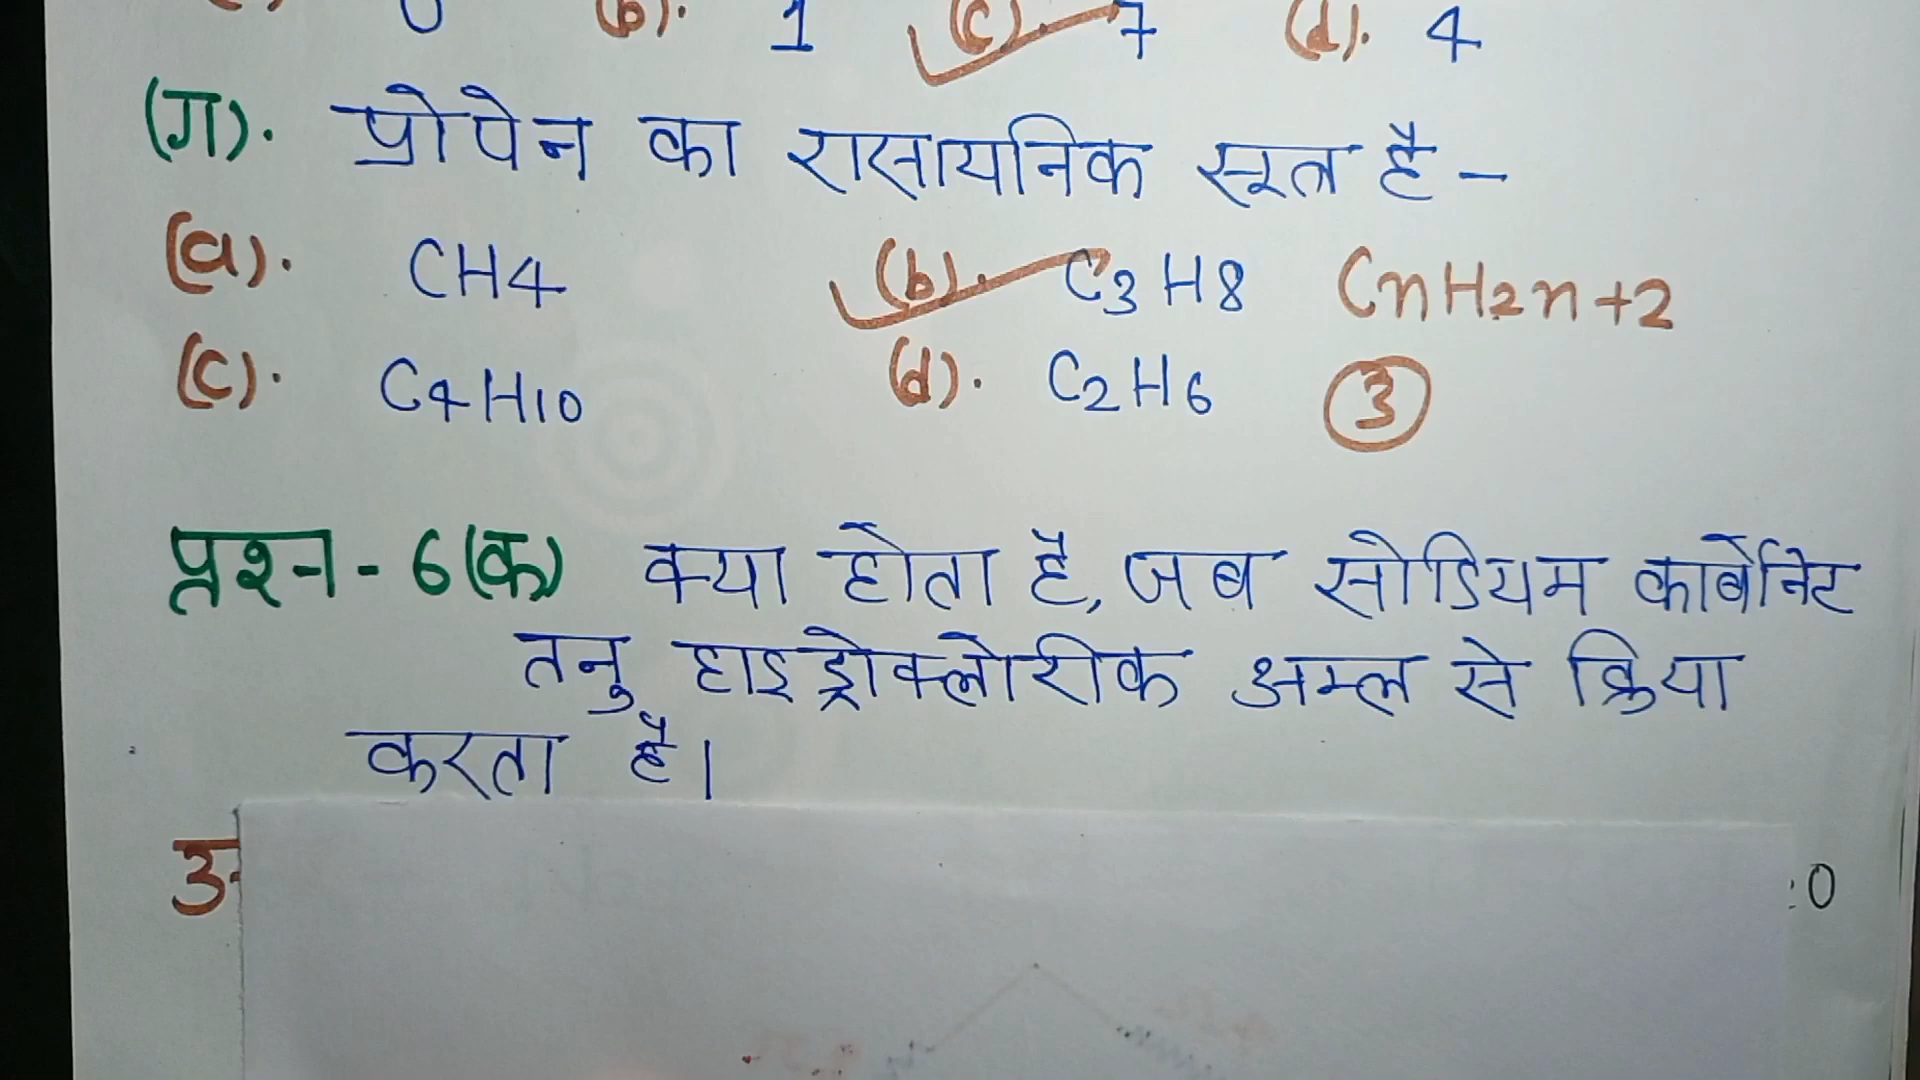 (b). 1 (c). 7 (d). 4
(ग). प्रोपेन का रासायनिक सूत्र है -
(a). CH4 (b). C3H8 CnH2n+2
(c). C4H10 (d). C2H6 3
प्रश्न - 6(क) क्या होता है, जब सोडियम कार्बोनेट
तनु हाइड्रोक्लोरीक अम्ल से क्रिया
करता है।